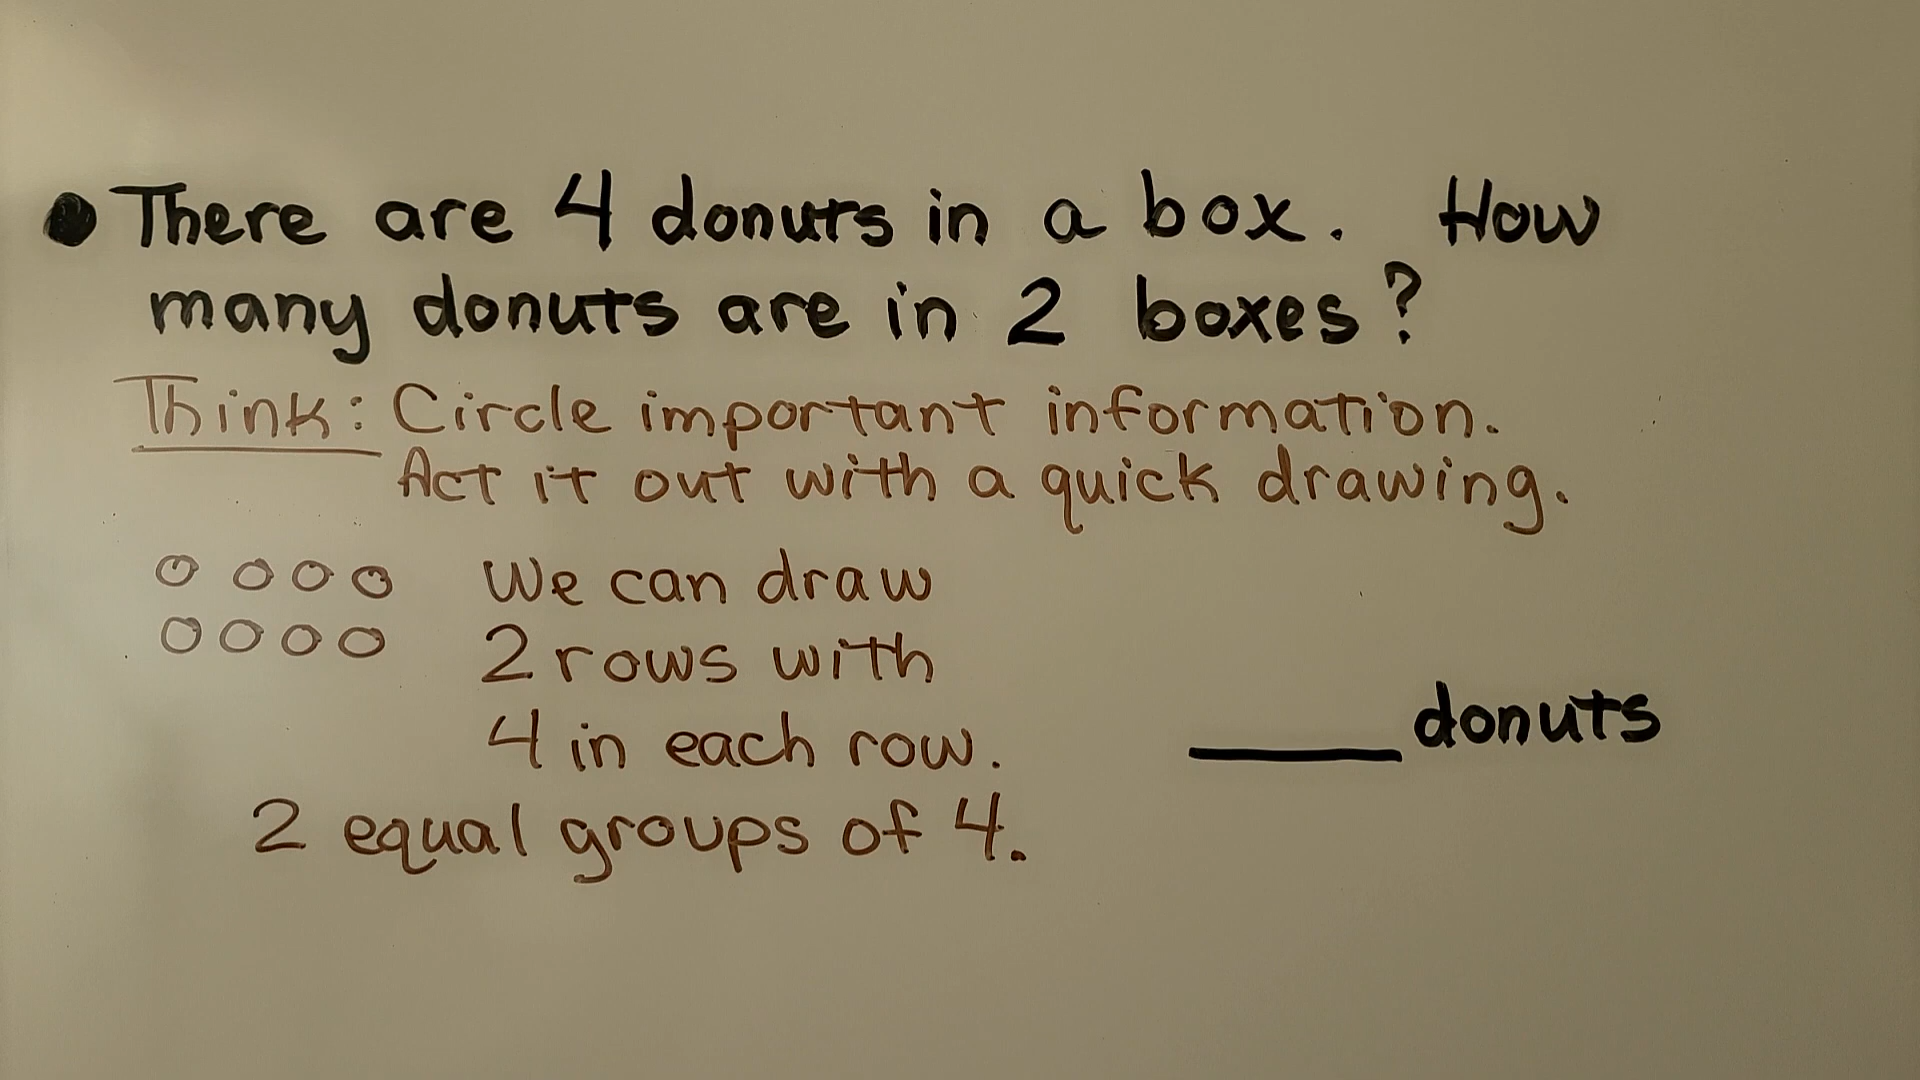 There are 4 donuts in a box. How
many donuts are in 2 boxes?
Think: Circle important information.
Act it out with a quick drawing.
We can draw
2 rows with
4 in each row.
____ donuts
2 equal groups of 4.